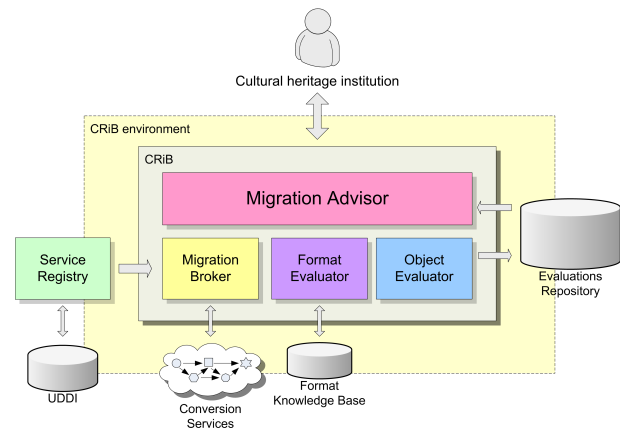 Cultural heritage institution
CRiB environment
CRiB
Migration Advisor
Service
Registry
Migration
Broker
Format
Evaluator
Object
Evaluator
Evaluations
Repository
UDDI
Conversion
Services
Format
Knowledge Base